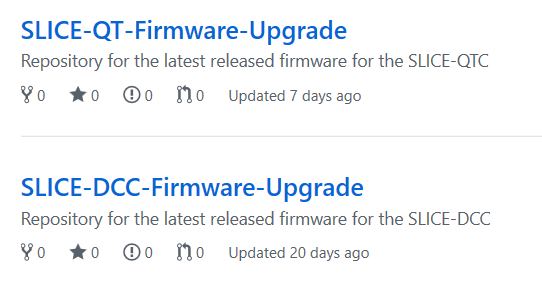 SLICE-QT-Firmware-Upgrade
Repository for the latest released firmware for the SLICE-QTC
0 0 0 0 Updated 7 days ago
SLICE-DCC-Firmware-Upgrade
Repository for the latest released firmware for the SLICE-DCC
0 0 0 0 Updated 20 days ago